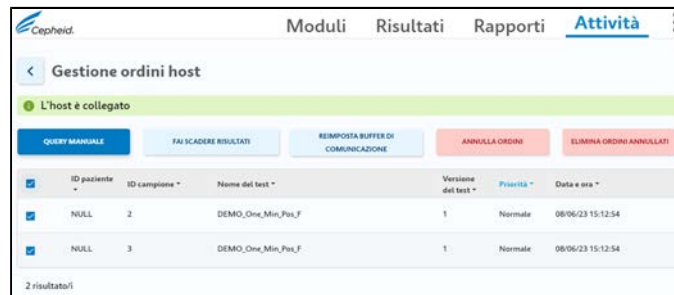 Cepheid.
Moduli Risultati Rapporti Attività
Gestione ordini host
L'host è collegato
QUERY MANUALE FAI SCADERE RISULTATI REIMPOSTA BUFFER DI COMUNICAZIONE ANNULLA ORDINI ELIMINA ORDINI ANNULLATI
ID paziente ID campione Nome del test Versione del test Priorità Data e ora
NULL 2 DEMO_One_Min_Pos_F 1 Normale 08/06/23 15:12:54
NULL 3 DEMO_One_Min_Pos_F 1 Normale 08/06/23 15:12:54
2 risultato/i